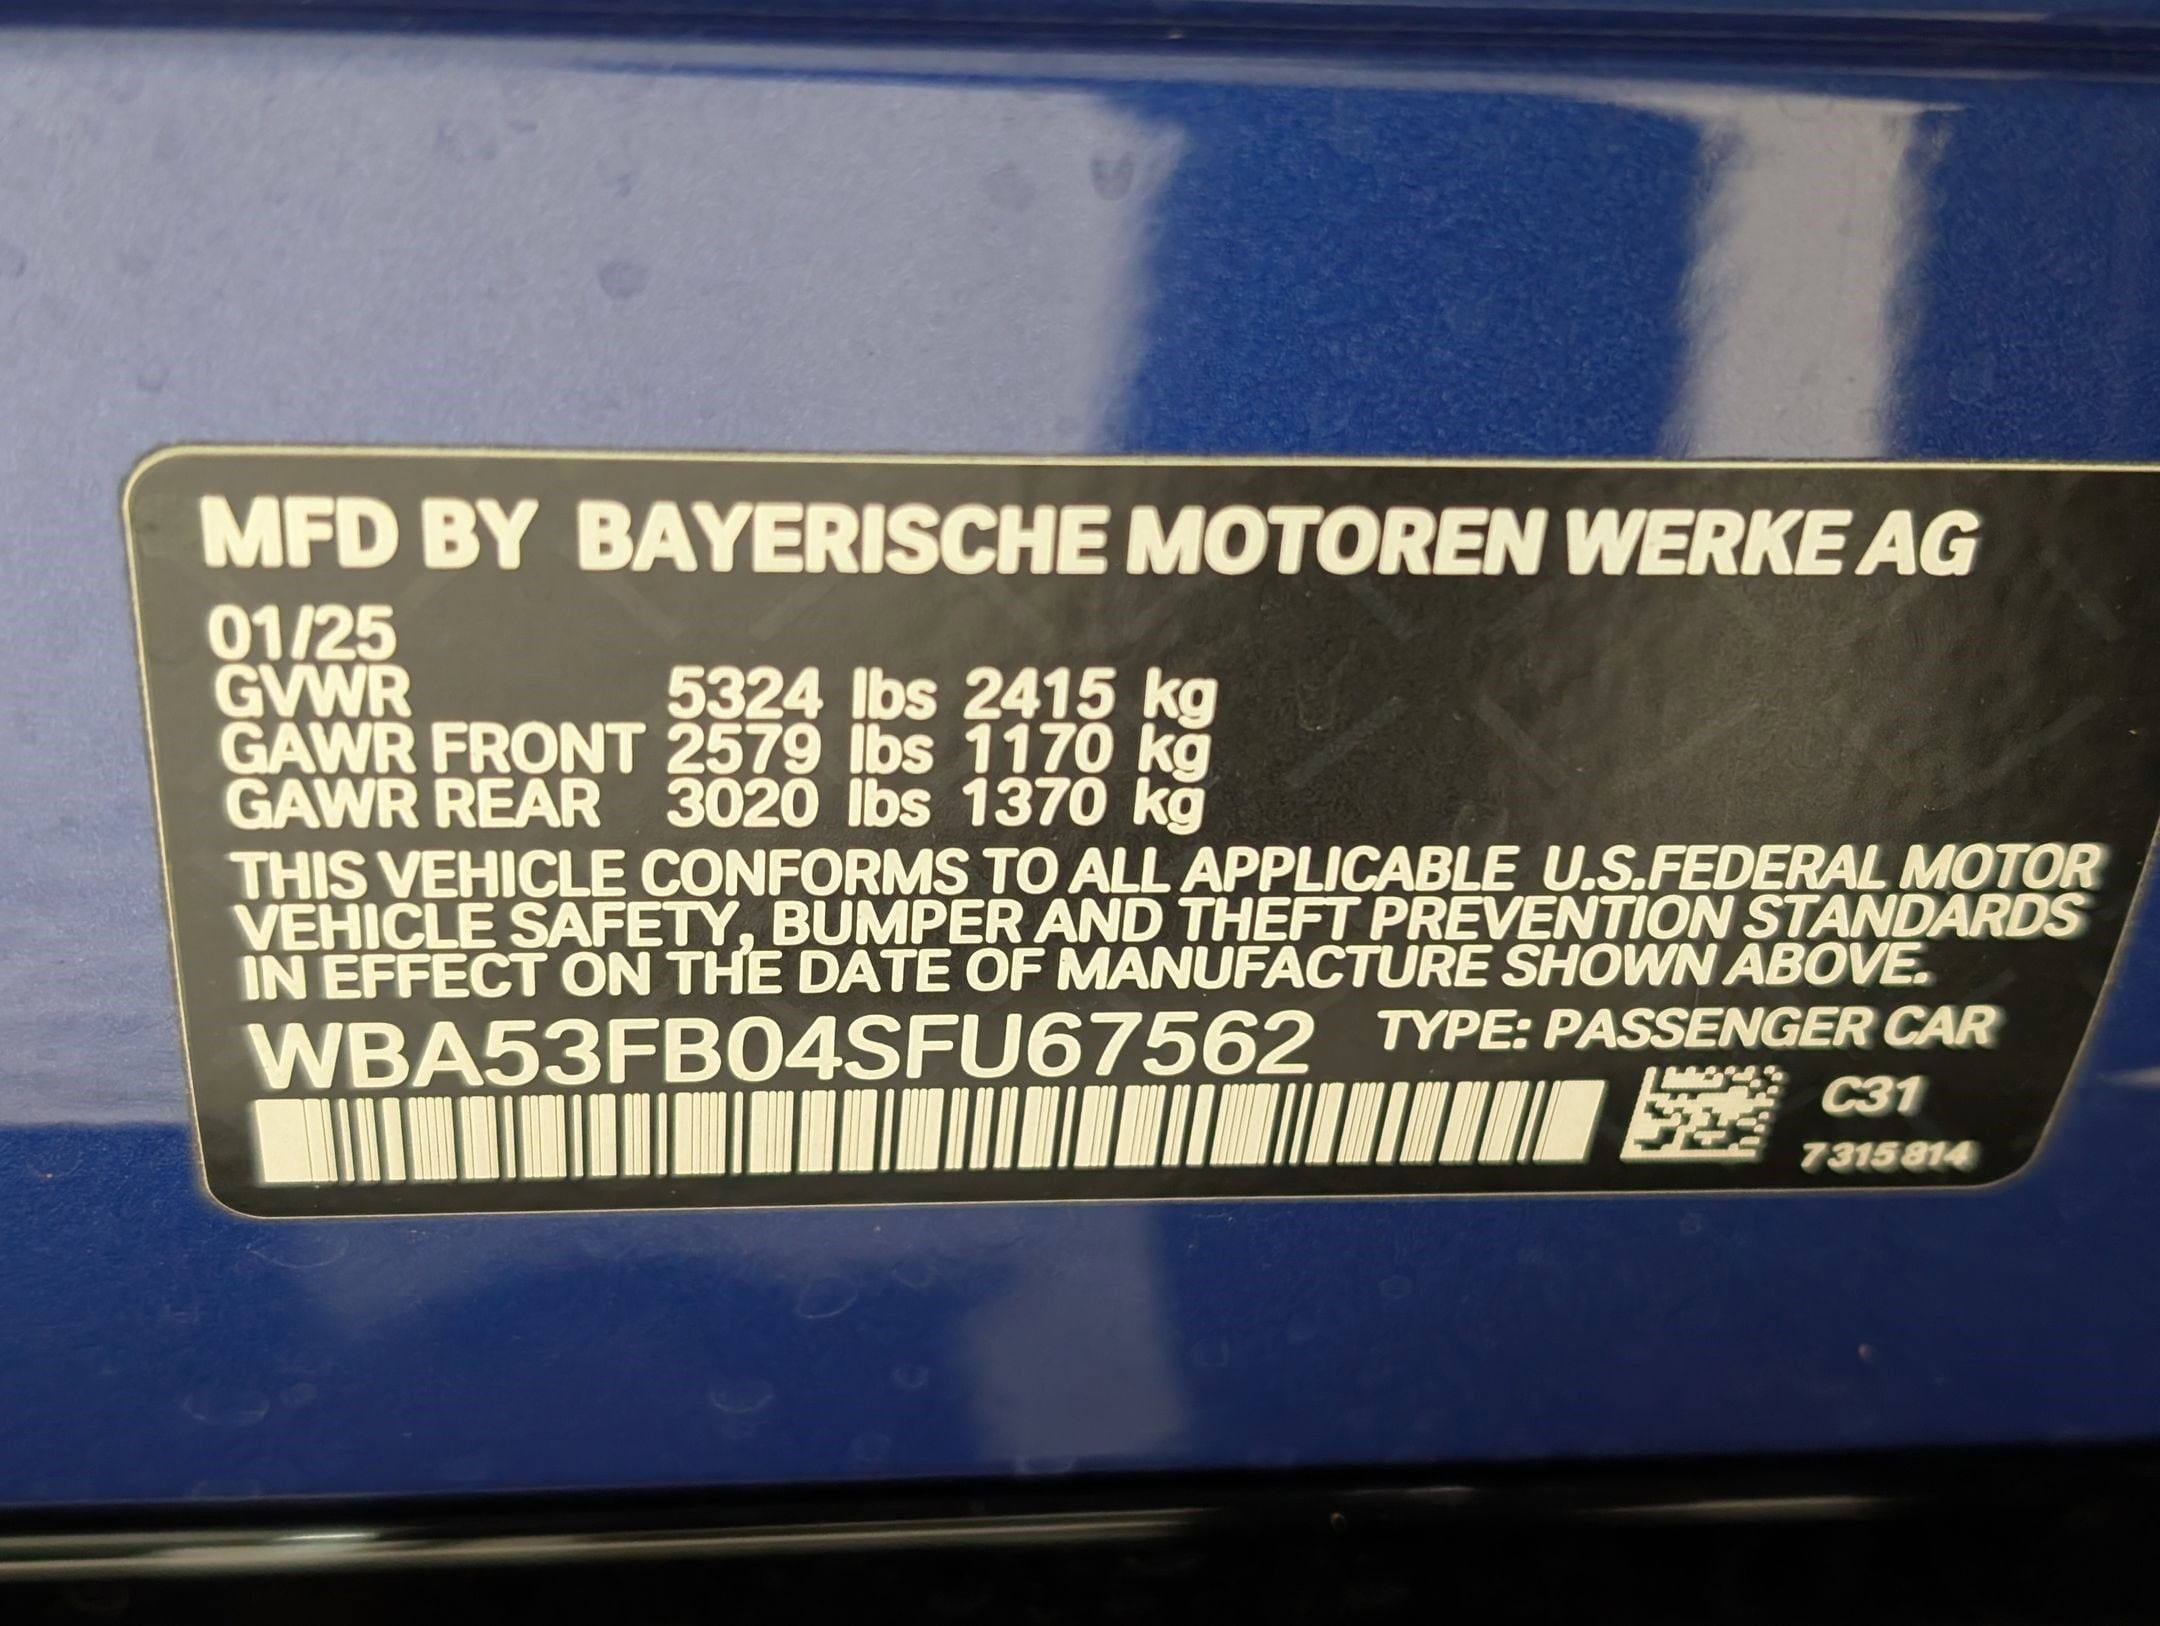 MFD BY BAYERISCHE MOTOREN WERKE AG
01/25
GVWR 5324 lbs 2415 kg
GAWR FRONT 2579 lbs 1170 kg
GAWR REAR 3020 lbs 1370 kg
THIS VEHICLE CONFORMS TO ALL APPLICABLE U.S.FEDERAL MOTOR
VEHICLE SAFETY, BUMPER AND THEFT PREVENTION STANDARDS
IN EFFECT ON THE DATE OF MANUFACTURE SHOWN ABOVE.
WBA53FB04SFU67562 TYPE: PASSENGER CAR
C31
7315814